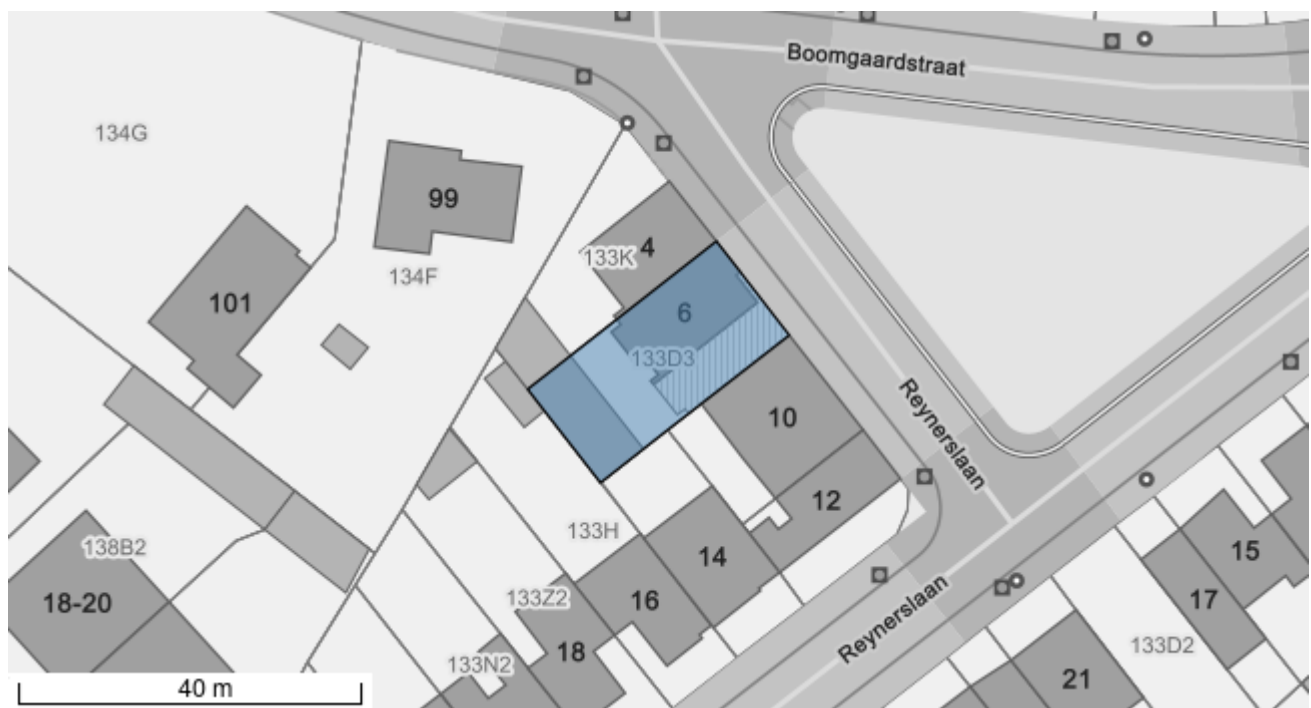 Boomgaardstraat
134G
99
4
133K
134F
101
6
133D3
Reynerslaan
10
12
133H
14
15
138B2
18-20
133Z2
16
17
Reynerslaan
133D2
18
133N2
21
40 m